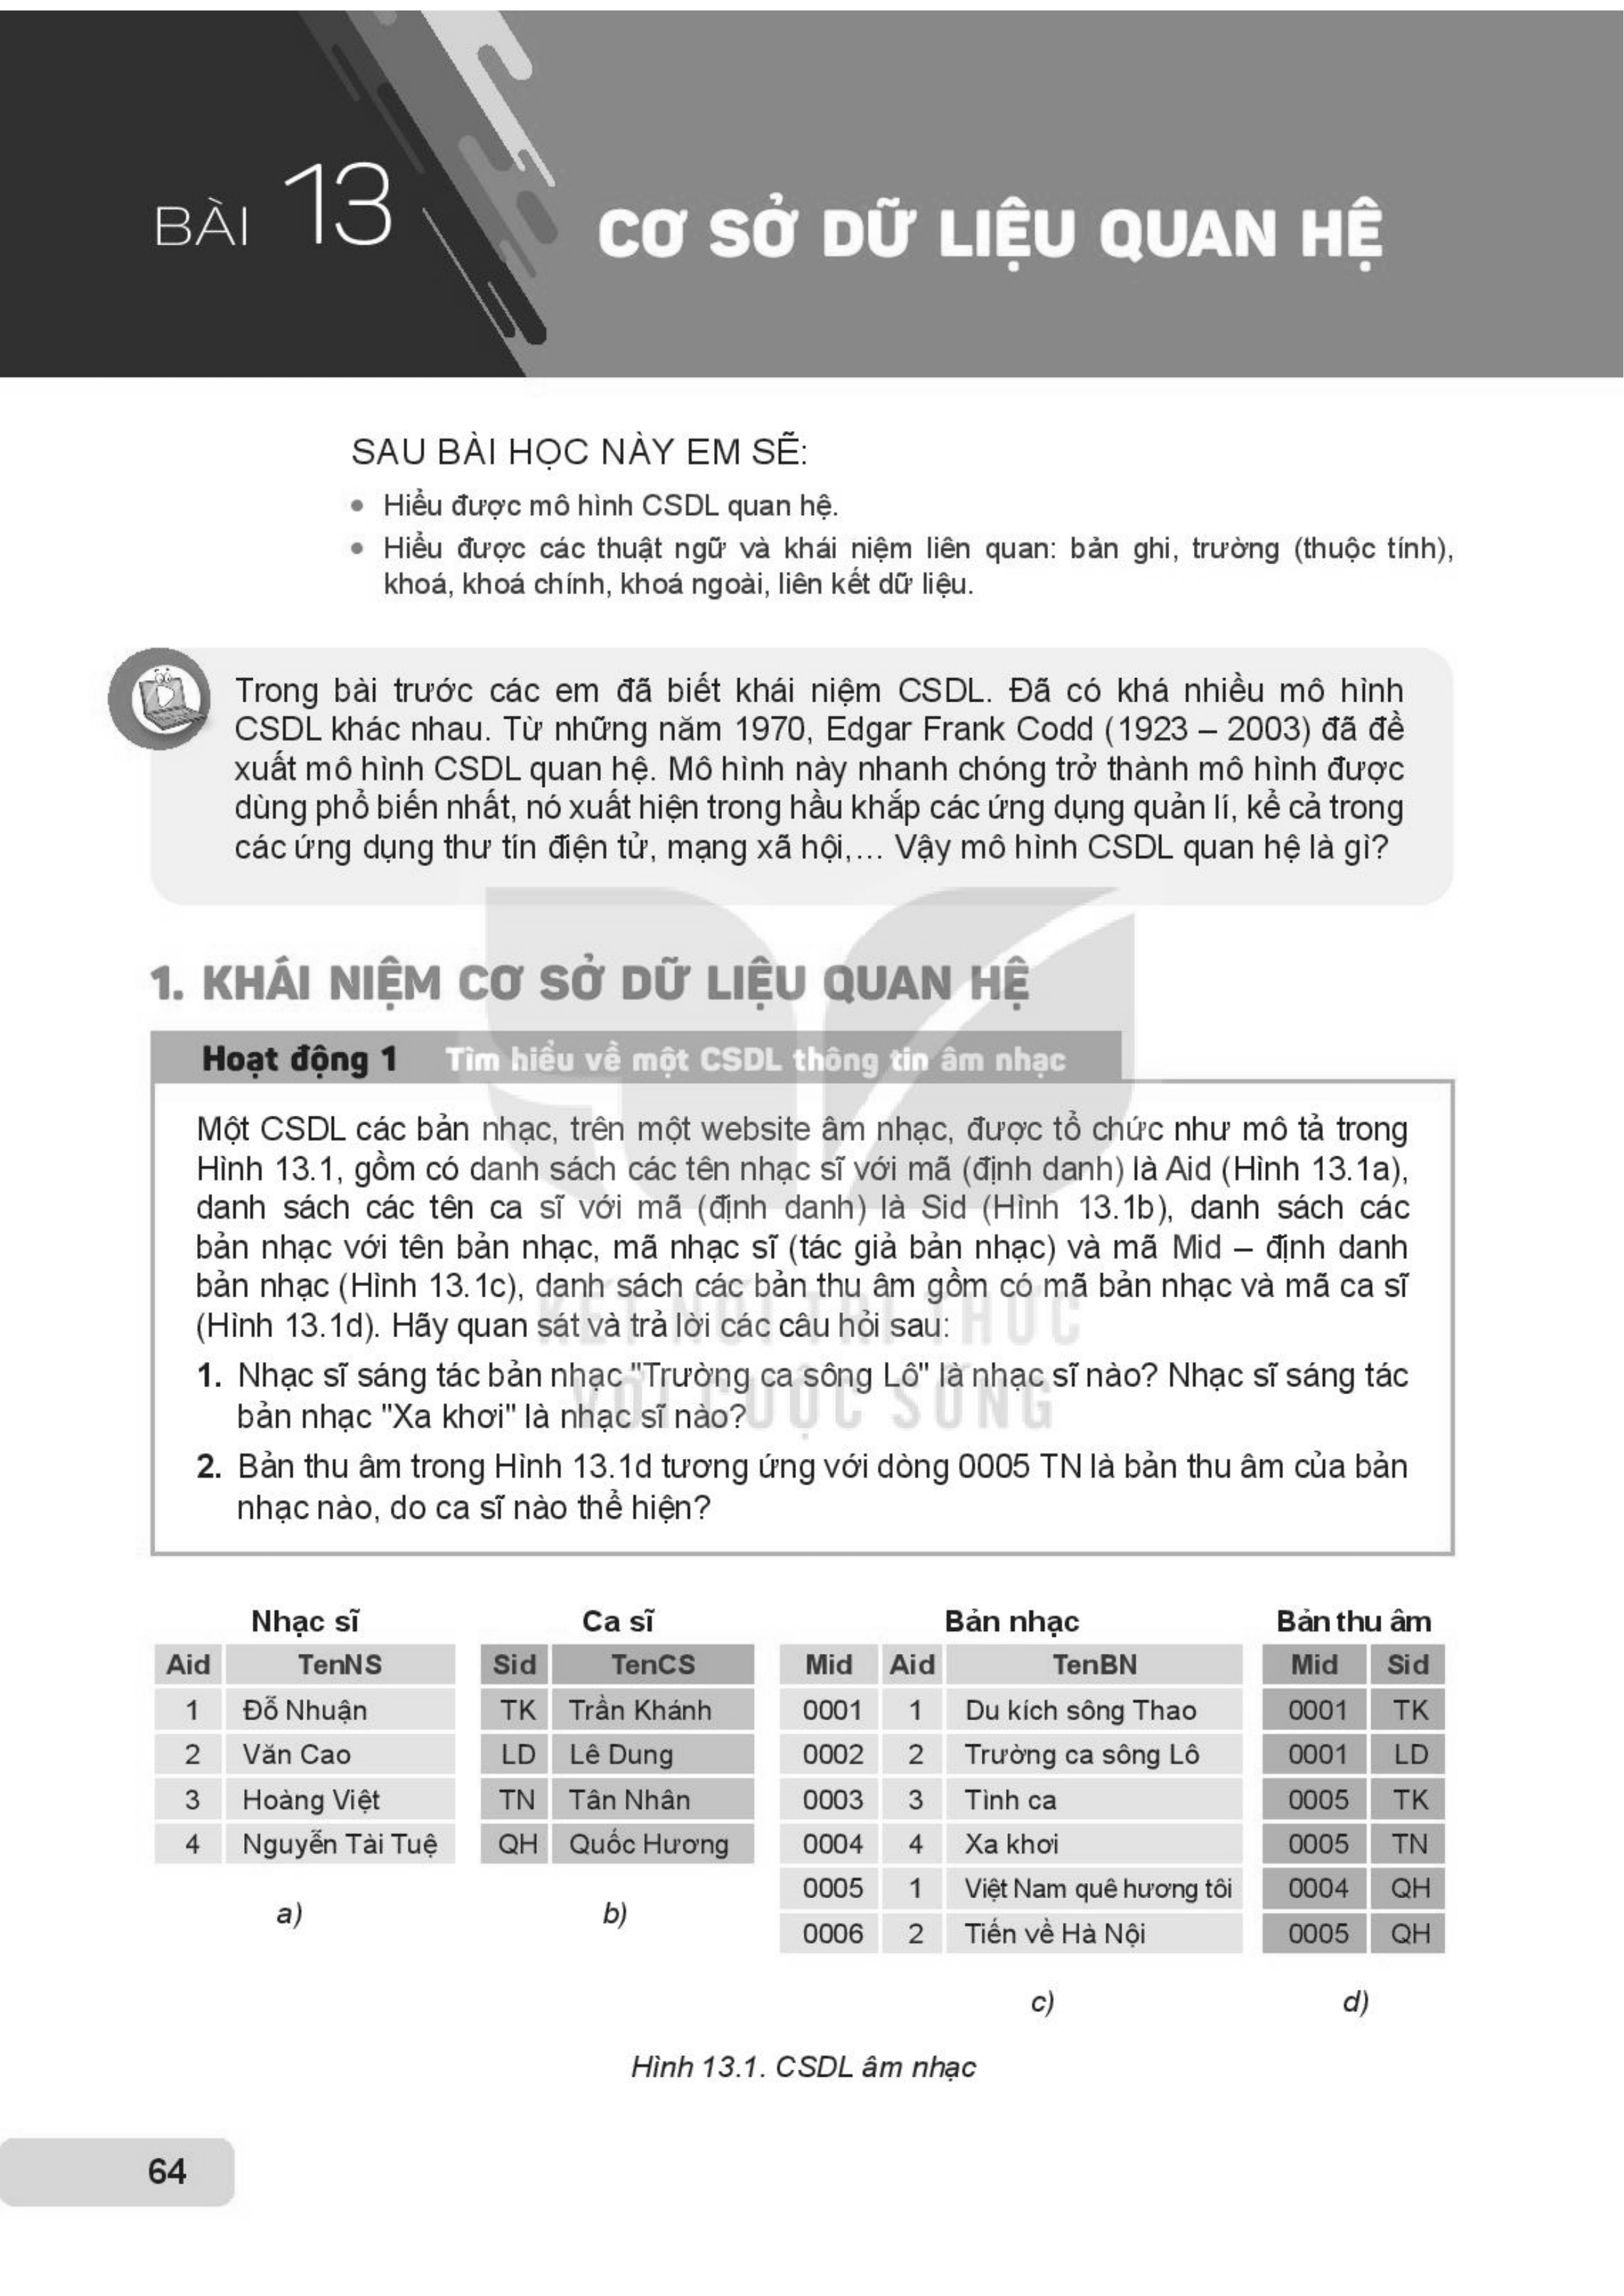 BÀI 13
CƠ SỞ DỮ LIỆU QUAN HỆ
SAU BÀI HỌC NÀY EM SẼ:
• Hiểu được mô hình CSDL quan hệ.
• Hiểu được các thuật ngữ và khái niệm liên quan: bản ghi, trường (thuộc tính),
khoá, khoá chính, khoá ngoài, liên kết dữ liệu.
Trong bài trước các em đã biết khái niệm CSDL. Đã có khá nhiều mô hình
CSDL khác nhau. Từ những năm 1970, Edgar Frank Codd (1923 – 2003) đã đề
xuất mô hình CSDL quan hệ. Mô hình này nhanh chóng trở thành mô hình được
dùng phổ biến nhất, nó xuất hiện trong hầu khắp các ứng dụng quản lí, kể cả trong
các ứng dụng thư tín điện tử, mạng xã hội,... Vậy mô hình CSDL quan hệ là gì?
1. KHÁI NIỆM CƠ SỞ DỮ LIỆU QUAN HỆ
Hoạt động 1 Tìm hiểu về một CSDL thông tin âm nhạc
Một CSDL các bản nhạc, trên một website âm nhạc, được tổ chức như mô tả trong
Hình 13.1, gồm có danh sách các tên nhạc sĩ với mã (định danh) là Aid (Hình 13.1a),
danh sách các tên ca sĩ với mã (định danh) là Sid (Hình 13.1b), danh sách các
bản nhạc với tên bản nhạc, mã nhạc sĩ (tác giả bản nhạc) và mã Mid – định danh
bản nhạc (Hình 13.1c), danh sách các bản thu âm gồm có mã bản nhạc và mã ca sĩ
(Hình 13.1d). Hãy quan sát và trả lời các câu hỏi sau:
1. Nhạc sĩ sáng tác bản nhạc "Trường ca sông Lô" là nhạc sĩ nào? Nhạc sĩ sáng tác
bản nhạc "Xa khơi" là nhạc sĩ nào?
2. Bản thu âm trong Hình 13.1d tương ứng với dòng 0005 TN là bản thu âm của bản
nhạc nào, do ca sĩ nào thể hiện?
KẾT NỐI TRI THỨC
VỚI CUỘC SỐNG
Nhạc sĩ Ca sĩ Bản nhạc Bản thu âm
Aid TenNS Sid TenCS Mid Aid TenBN Mid Sid
1 Đỗ Nhuận TK Trần Khánh 0001 1 Du kích sông Thao 0001 TK
2 Văn Cao LD Lê Dung 0002 2 Trường ca sông Lô 0001 LD
3 Hoàng Việt TN Tân Nhân 0003 3 Tình ca 0005 TK
4 Nguyễn Tài Tuệ QH Quốc Hương 0004 4 Xa khơi 0005 TN
0005 1 Việt Nam quê hương tôi 0004 QH
a) b)
0006 2 Tiến về Hà Nội 0005 QH
c) d)
Hình 13.1. CSDL âm nhạc
64